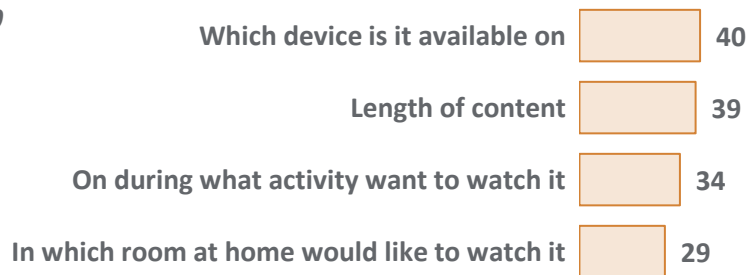 Which device is it available on 40
Length of content 39
On during what activity want to watch it 34
In which room at home would like to watch it 29